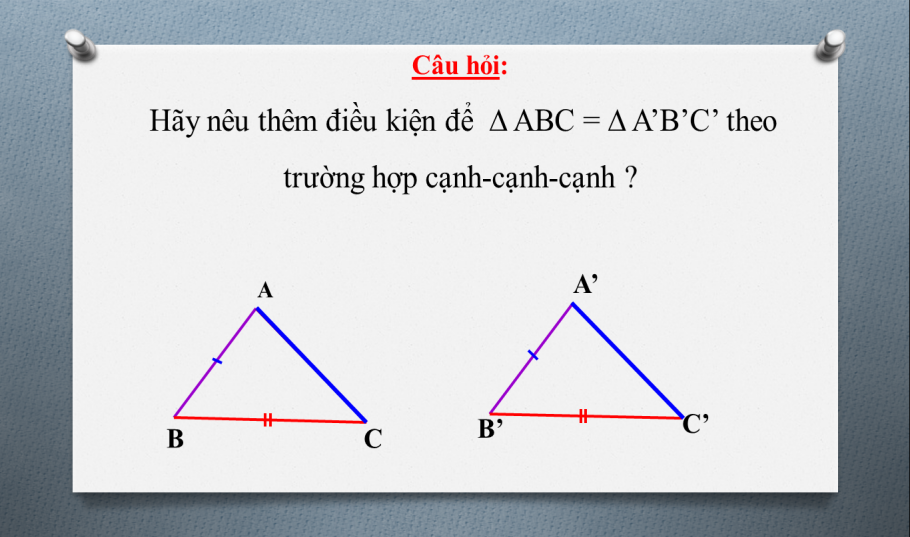 Câu hỏi:
Hãy nêu thêm điều kiện để Δ ABC = Δ A’B’C’ theo
trường hợp cạnh-cạnh-cạnh ?
A
A’
B
C
B’
C’